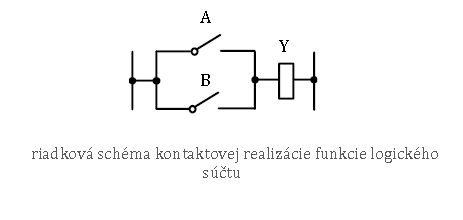 A
Y
B
riadková schéma kontaktovej realizácie funkcie logického
súčtu